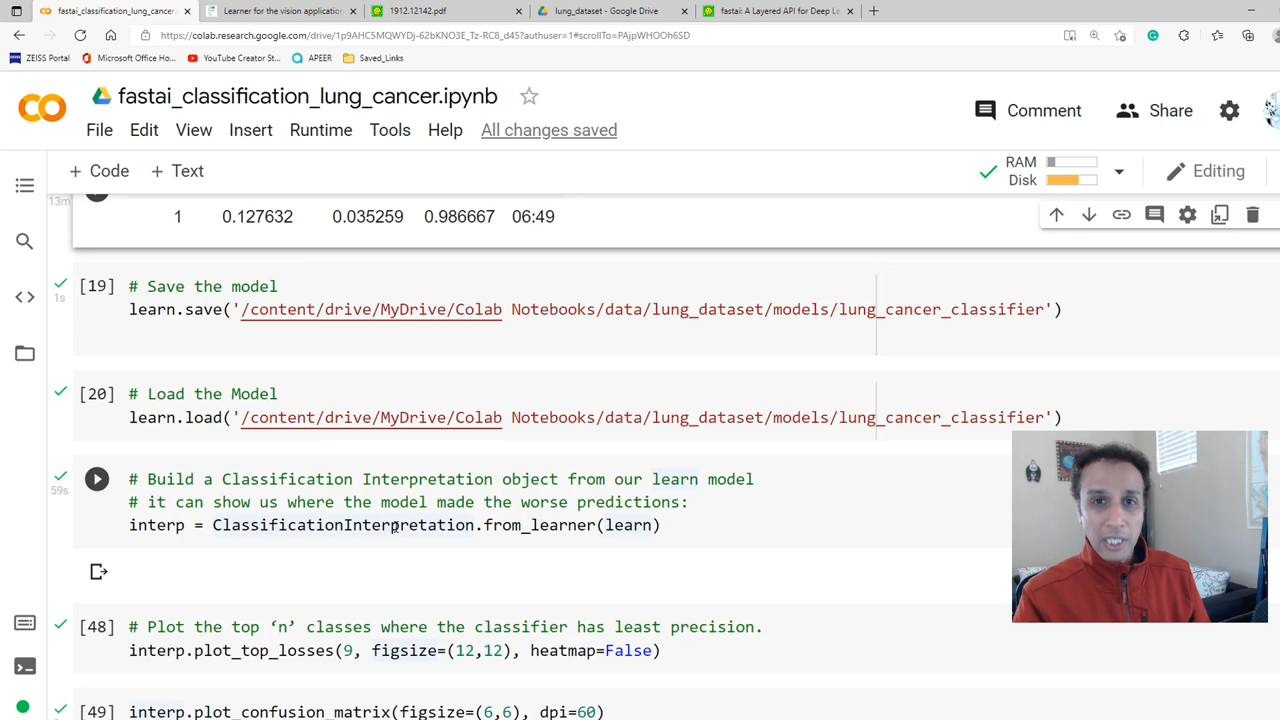 fastai_classification_lung_cancer
Learner for the vision application
1912.12142.pdf
lung_dataset - Google Drive
fastai: A Layered API for Deep Le
https://colab.research.google.com/drive/1p9AHC5MQWYDj-62bKNO3E_Tz-RC8_d45?authuser=1#scrollTo=PAjpWHOOh6SD
ZEISS Portal
Microsoft Office Ho...
YouTube Creator St...
APEER
Saved_Links
fastai_classification_lung_cancer.ipynb
File Edit View Insert Runtime Tools Help All changes saved
Comment
Share
+ Code + Text
RAM
Disk
Editing
13m
1 0.127632 0.035259 0.986667 06:49
[19] # Save the model
1s
learn.save('/content/drive/MyDrive/Colab Notebooks/data/lung_dataset/models/lung_cancer_classifier')
[20] # Load the Model
learn.load('/content/drive/MyDrive/Colab Notebooks/data/lung_dataset/models/lung_cancer_classifier')
# Build a Classification Interpretation object from our learn model
59s
# it can show us where the model made the worse predictions:
interp = ClassificationInterpretation.from_learner(learn)
[48] # Plot the top ‘n’ classes where the classifier has least precision.
interp.plot_top_losses(9, figsize=(12,12), heatmap=False)
[49] interp.plot_confusion_matrix(figsize=(6,6), dpi=60)